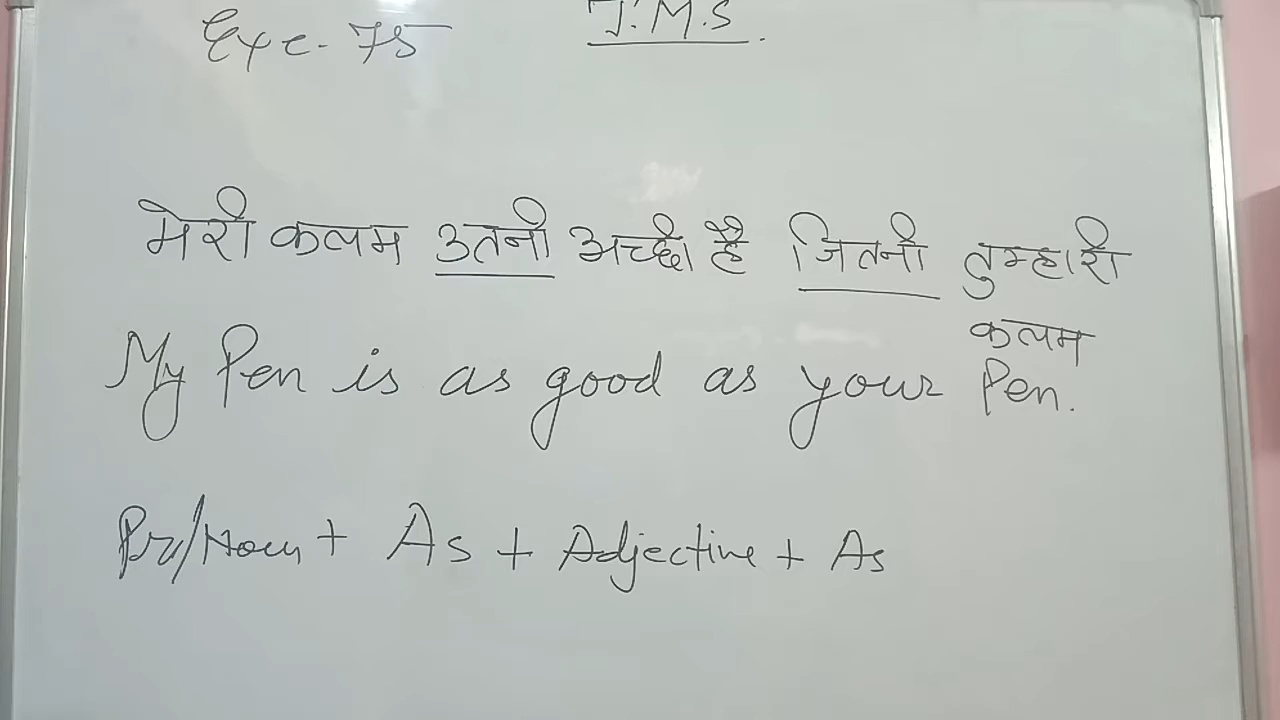 Exe. 75
J.M.S.
मेरी कलम उतनी अच्छी है जितनी तुम्हारी
कलम
My Pen is as good as your Pen.
Pr/Noun + As + Adjective + As